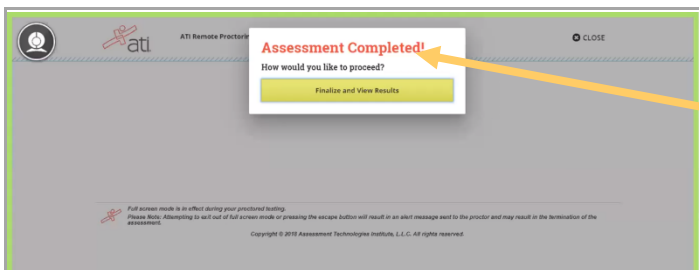 ati
ATI Remote Proctorin
CLOSE
Assessment Completed!
How would you like to proceed?
Finalize and View Results
Full screen mode is in effect during your proctored testing.
Please Note: Attempting to exit out of full screen mode or pressing the escape button will result in an alert message sent to the proctor and may result in the termination of the
assessment.
Copyright © 2015 Assessment Technologies Institute, L.L.C. All rights reserved.